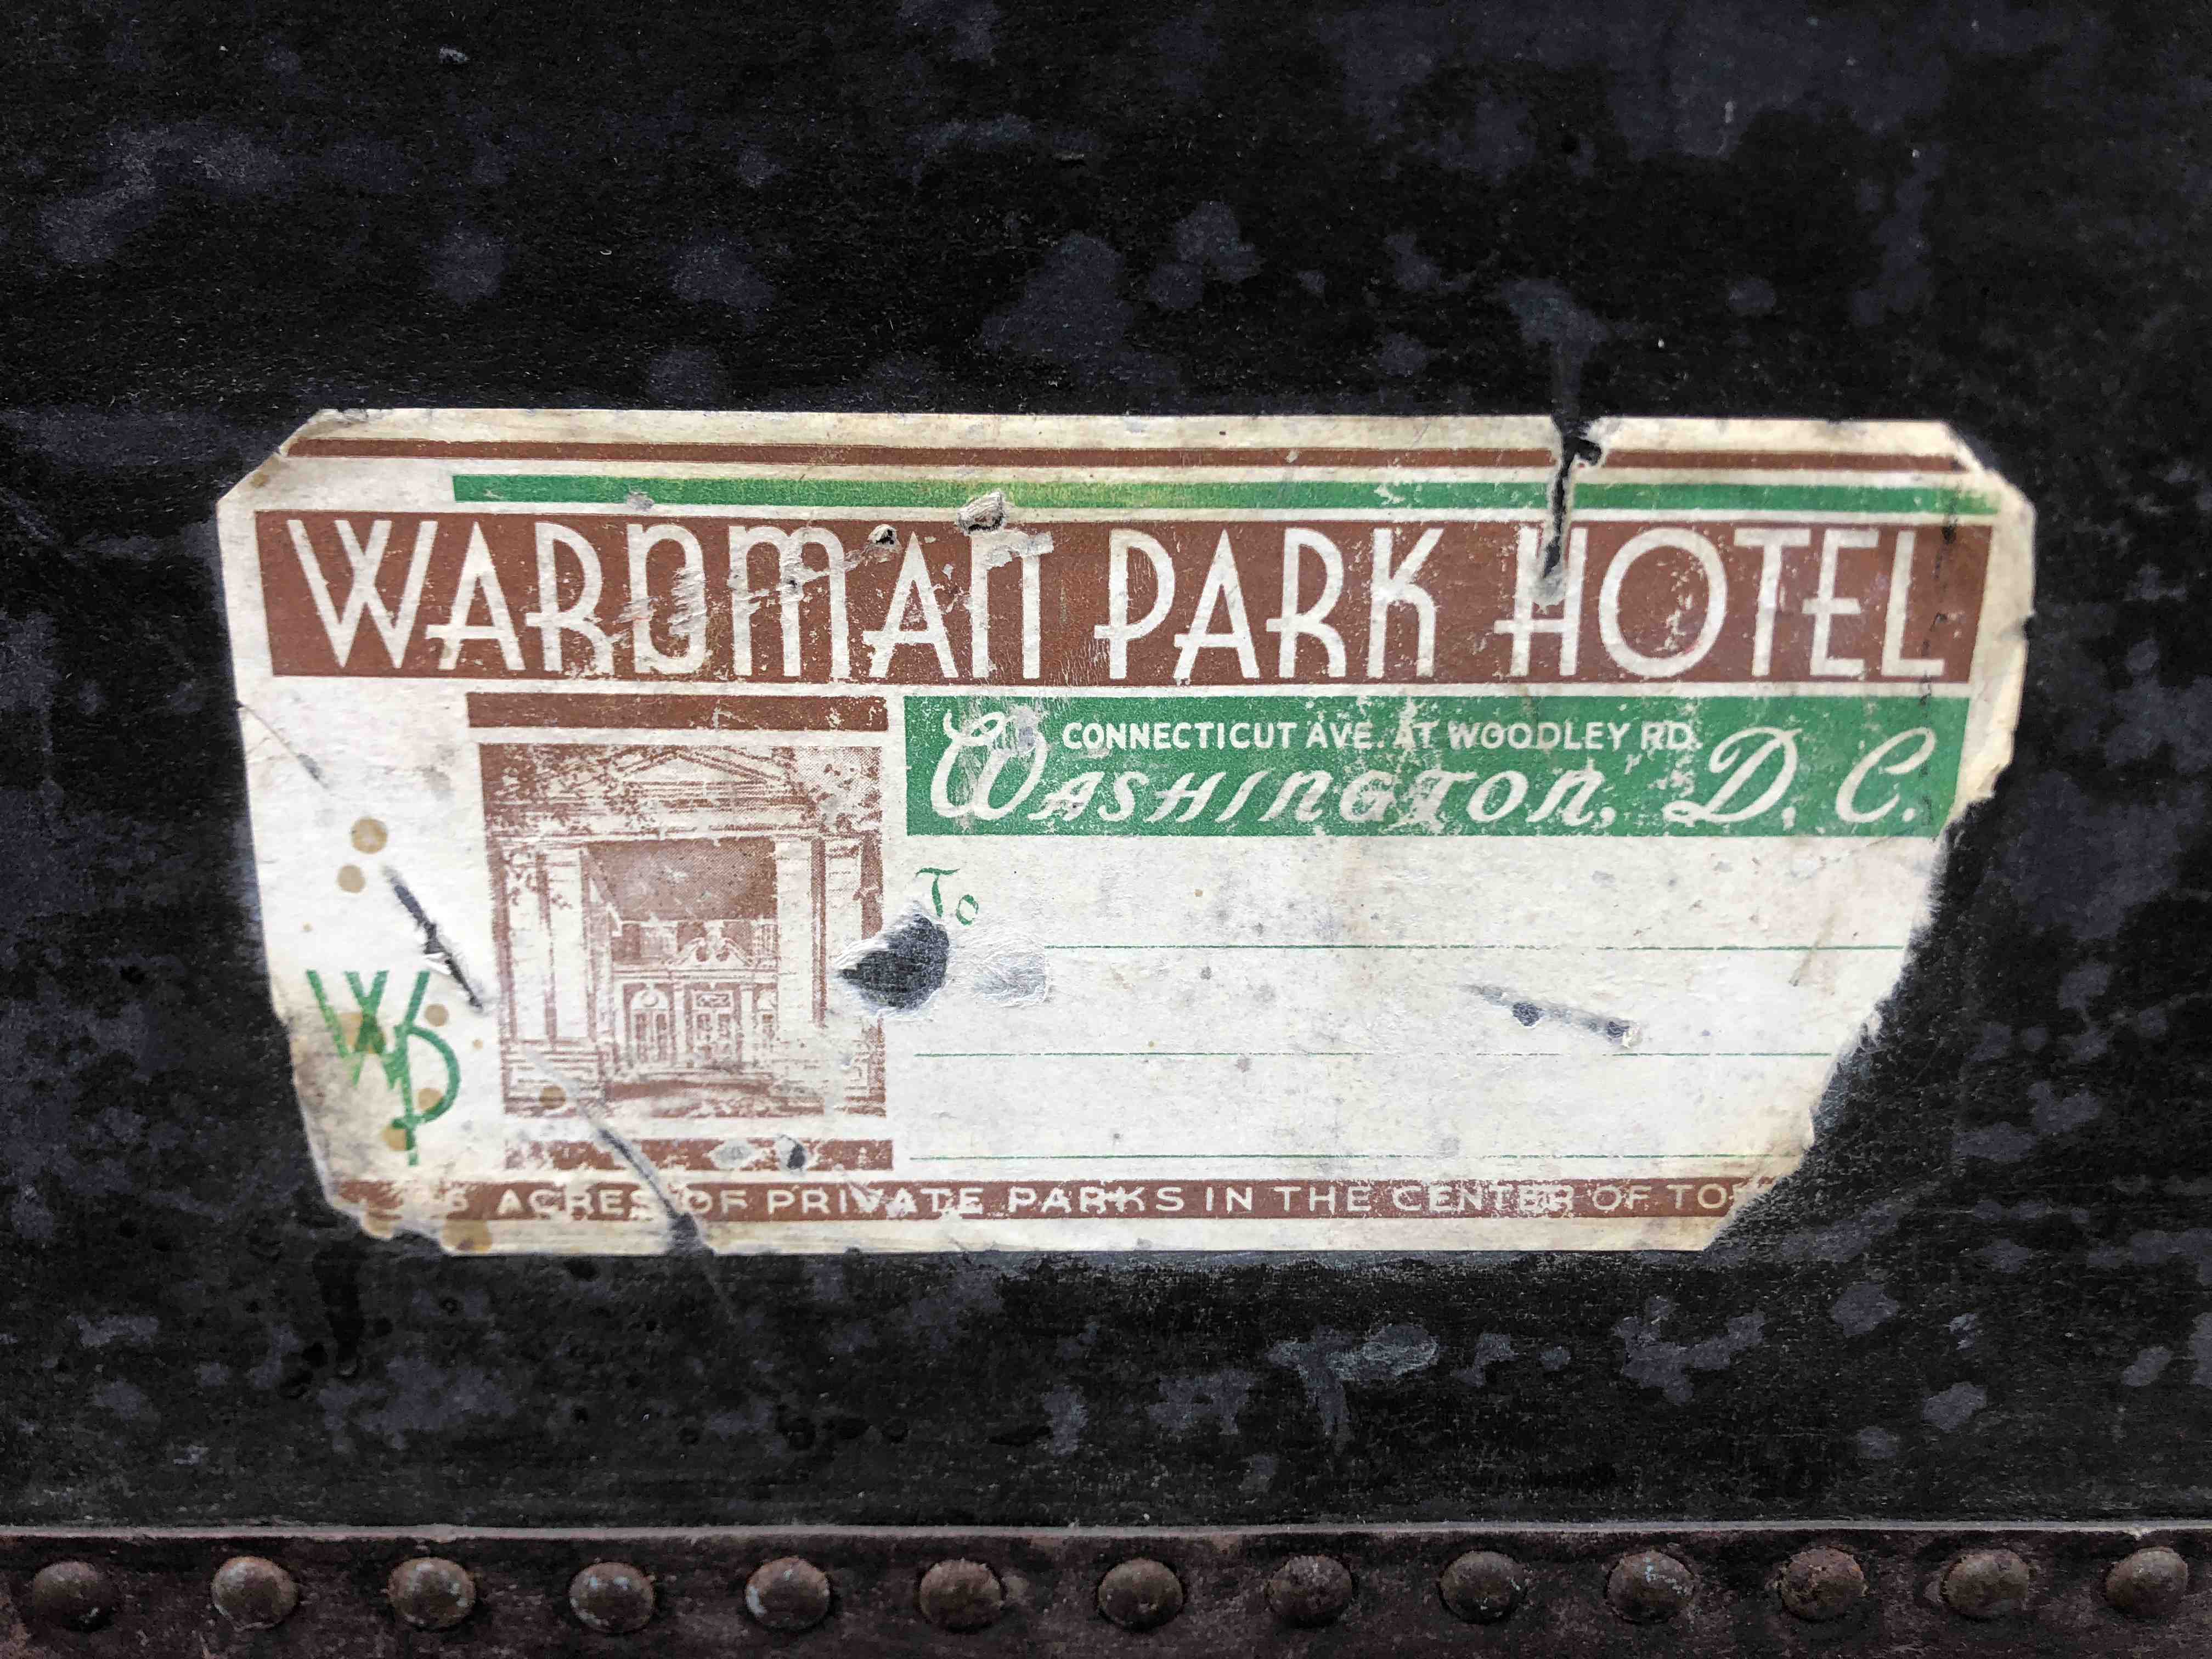 WARDMAN PARK HOTEL
CONNECTICUT AVE. AT WOODLEY RD.
WASHINGTON, D. C.
To
WP
ACRES OF PRIVATE PARKS IN THE CENTER OF